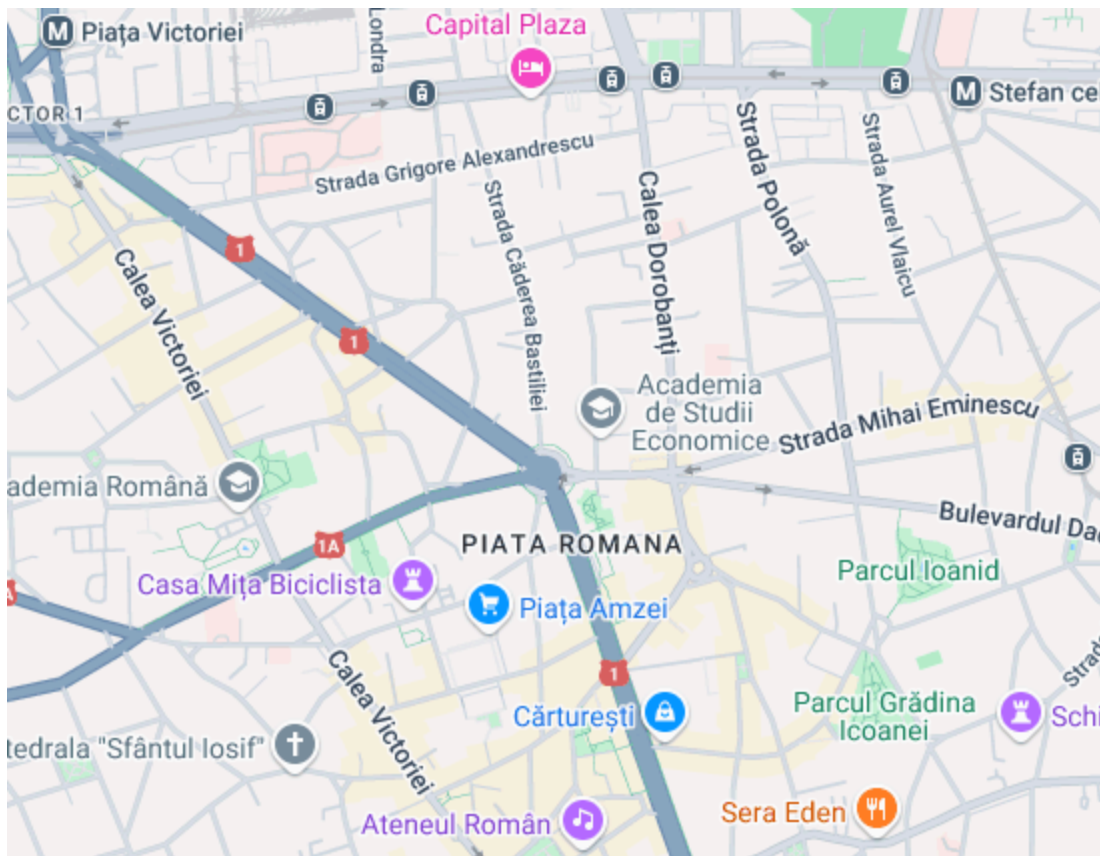 Capital Plaza
Londra
M Piața Victoriei
M Stefan ce
CTOR 1
Strada Grigore Alexandrescu
Strada Polonă
Strada Aurel Vlaicu
Calea Dorobanți
Strada Căderea Bastiliei
1
Calea Victoriei
1
Academia
de Studii
Economice
Strada Mihai Eminescu
ademia Română
Bulevardul Dac
1A
PIATA ROMANA
Parcul Ioanid
Casa Mița Biciclista
A
Piața Amzei
Calea Victoriei
1
Strada
Parcul Grădina
Icoanei
Cărturești
Schi
tedrala "Sfântul Iosif"
Sera Eden
Ateneul Român